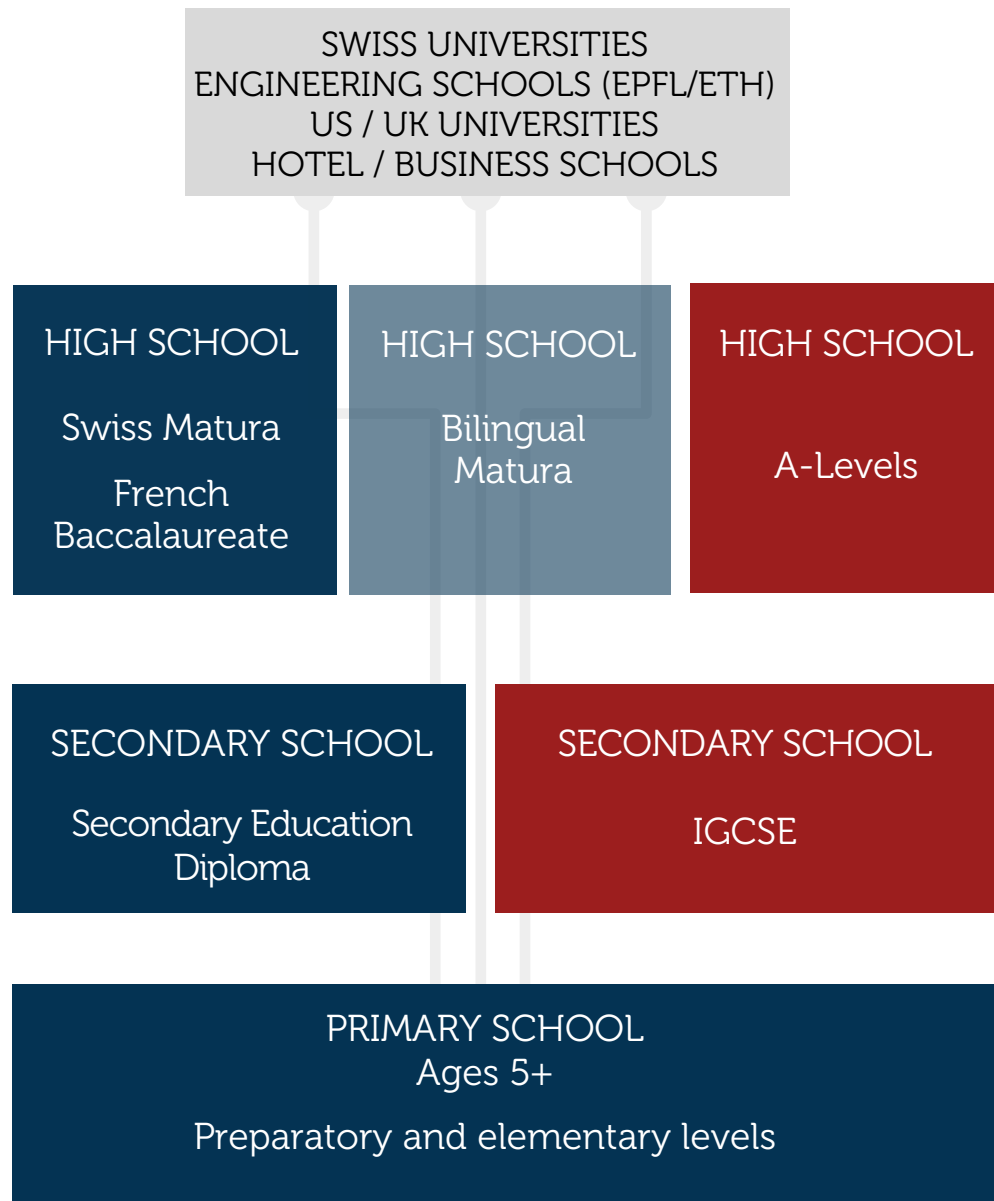 SWISS UNIVERSITIES
ENGINEERING SCHOOLS (EPFL/ETH)
US / UK UNIVERSITIES
HOTEL / BUSINESS SCHOOLS
HIGH SCHOOL
Swiss Matura
French
Baccalaureate
HIGH SCHOOL
Bilingual
Matura
HIGH SCHOOL
A-Levels
SECONDARY SCHOOL
Secondary Education
Diploma
SECONDARY SCHOOL
IGCSE
PRIMARY SCHOOL
Ages 5+
Preparatory and elementary levels